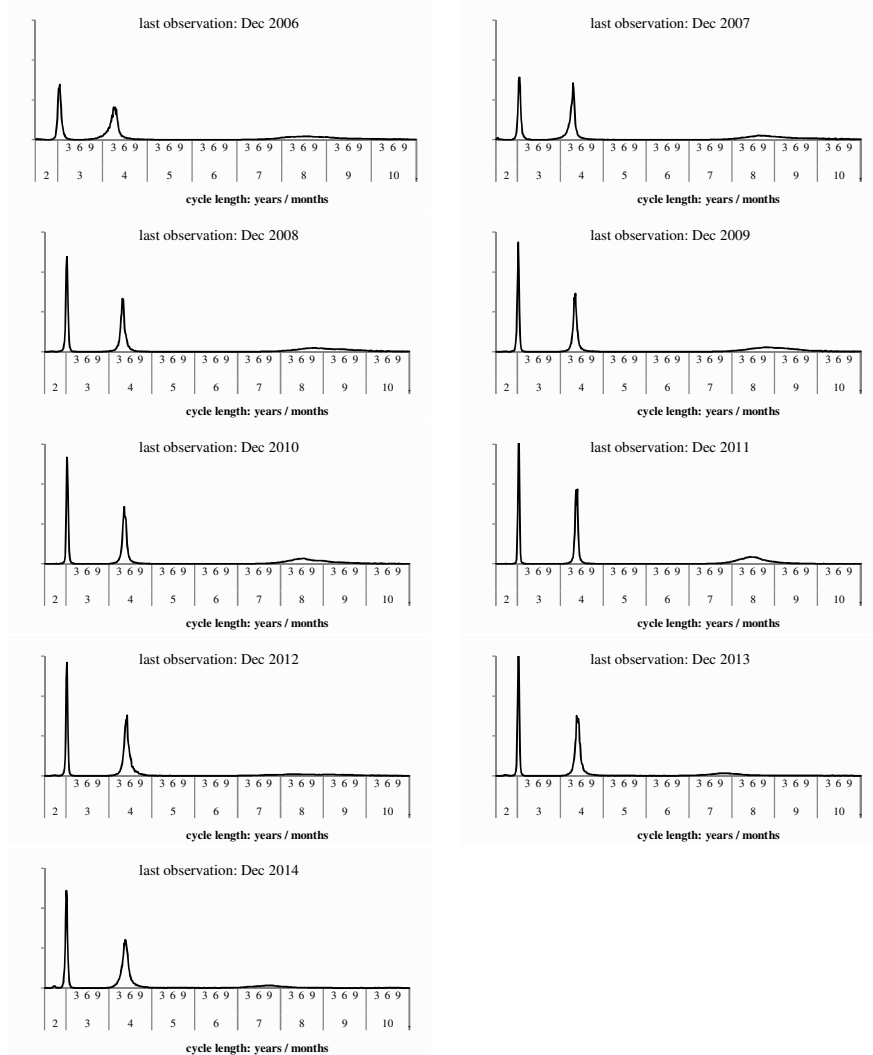 last observation: Dec 2006
3 6 9 3 6 9 3 6 9 3 6 9 3 6 9 3 6 9 3 6 9 3 6 9
2 3 4 5 6 7 8 9 10
cycle length: years / months
last observation: Dec 2007
3 6 9 3 6 9 3 6 9 3 6 9 3 6 9 3 6 9 3 6 9 3 6 9
2 3 4 5 6 7 8 9 10
cycle length: years / months
last observation: Dec 2008
3 6 9 3 6 9 3 6 9 3 6 9 3 6 9 3 6 9 3 6 9 3 6 9
2 3 4 5 6 7 8 9 10
cycle length: years / months
last observation: Dec 2009
3 6 9 3 6 9 3 6 9 3 6 9 3 6 9 3 6 9 3 6 9 3 6 9
2 3 4 5 6 7 8 9 10
cycle length: years / months
last observation: Dec 2010
3 6 9 3 6 9 3 6 9 3 6 9 3 6 9 3 6 9 3 6 9 3 6 9
2 3 4 5 6 7 8 9 10
cycle length: years / months
last observation: Dec 2011
3 6 9 3 6 9 3 6 9 3 6 9 3 6 9 3 6 9 3 6 9 3 6 9
2 3 4 5 6 7 8 9 10
cycle length: years / months
last observation: Dec 2012
3 6 9 3 6 9 3 6 9 3 6 9 3 6 9 3 6 9 3 6 9 3 6 9
2 3 4 5 6 7 8 9 10
cycle length: years / months
last observation: Dec 2013
3 6 9 3 6 9 3 6 9 3 6 9 3 6 9 3 6 9 3 6 9 3 6 9
2 3 4 5 6 7 8 9 10
cycle length: years / months
last observation: Dec 2014
3 6 9 3 6 9 3 6 9 3 6 9 3 6 9 3 6 9 3 6 9 3 6 9
2 3 4 5 6 7 8 9 10
cycle length: years / months